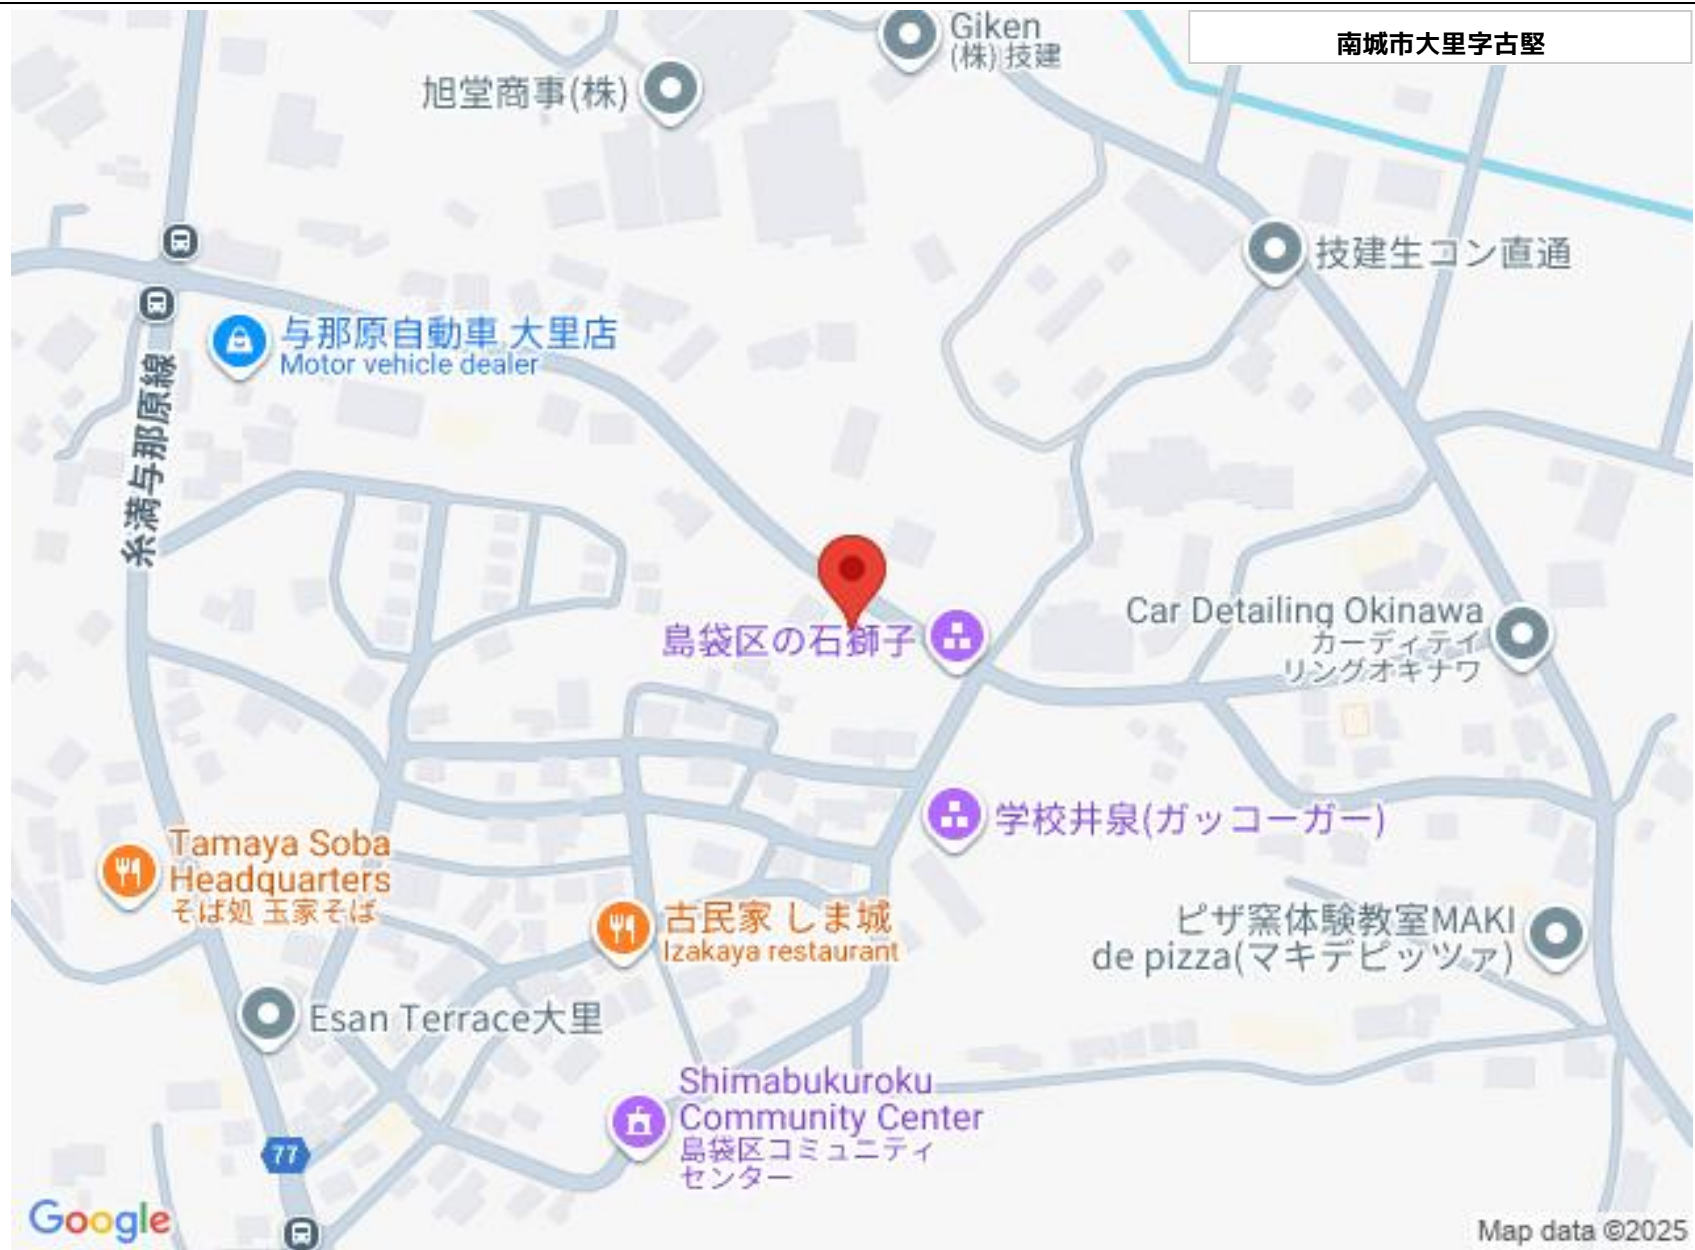 Giken
(株)技建
南城市大里字古堅
旭堂商事(株)
技建生コン直通
与那原自動車 大里店
Motor vehicle dealer
糸満与那原線
島袋区の石獅子
Car Detailing Okinawa
カーディテイ
リングオキナワ
学校井泉(ガッコーガー)
Tamaya Soba
Headquarters
そば処 玉家そば
古民家 しま城
Izakaya restaurant
ピザ窯体験教室MAKI
de pizza(マキデピッツァ)
Esan Terrace大里
Shimabukuroku
Community Center
島袋区コミュニティ
センター
77
Google
Map data ©2025